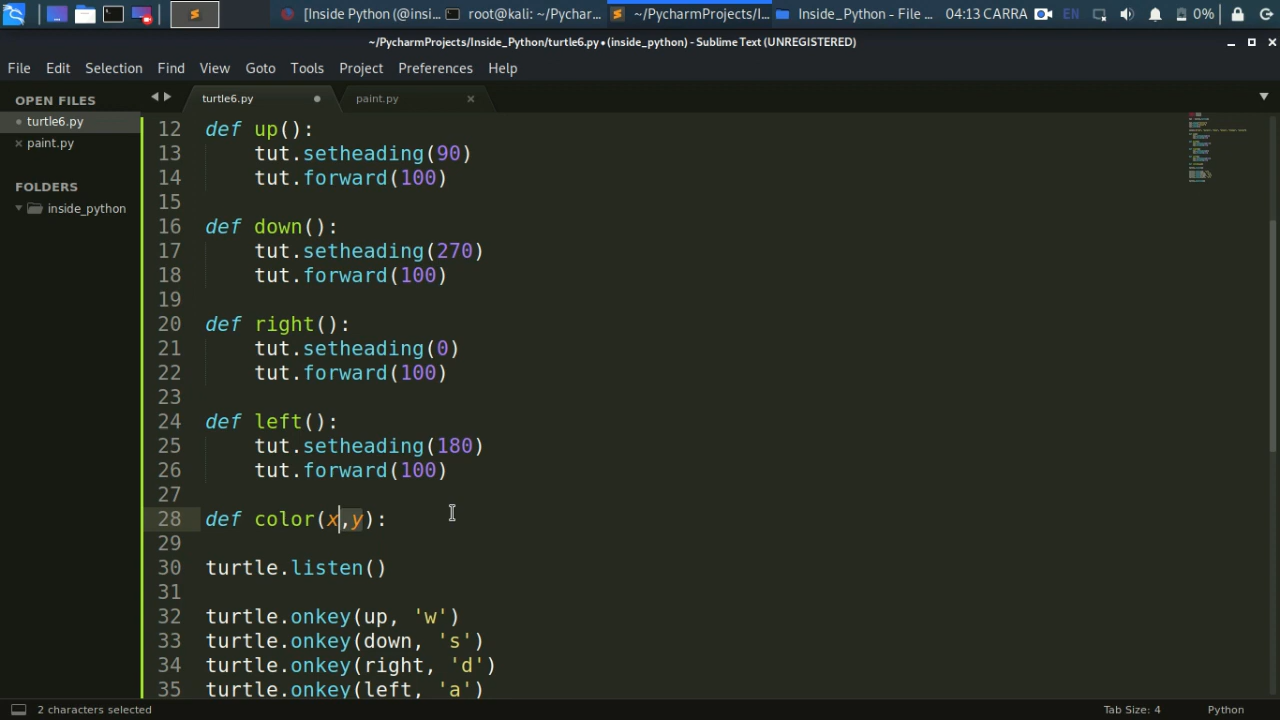 [Inside Python (@insi... root@kali: ~/Pychar... ~/PycharmProjects/I... Inside_Python - File ... 04:13 CARRA EN 0%
~/PycharmProjects/Inside_Python/turtle6.py • (inside_python) - Sublime Text (UNREGISTERED)
File Edit Selection Find View Goto Tools Project Preferences Help
OPEN FILES
turtle6.py
paint.py
FOLDERS
inside_python
turtle6.py paint.py
12 def up():
13 tut.setheading(90)
14 tut.forward(100)
15
16 def down():
17 tut.setheading(270)
18 tut.forward(100)
19
20 def right():
21 tut.setheading(0)
22 tut.forward(100)
23
24 def left():
25 tut.setheading(180)
26 tut.forward(100)
27
28 def color(x,y):
29
30 turtle.listen()
31
32 turtle.onkey(up, 'w')
33 turtle.onkey(down, 's')
34 turtle.onkey(right, 'd')
35 turtle.onkey(left, 'a')
2 characters selected Tab Size: 4 Python